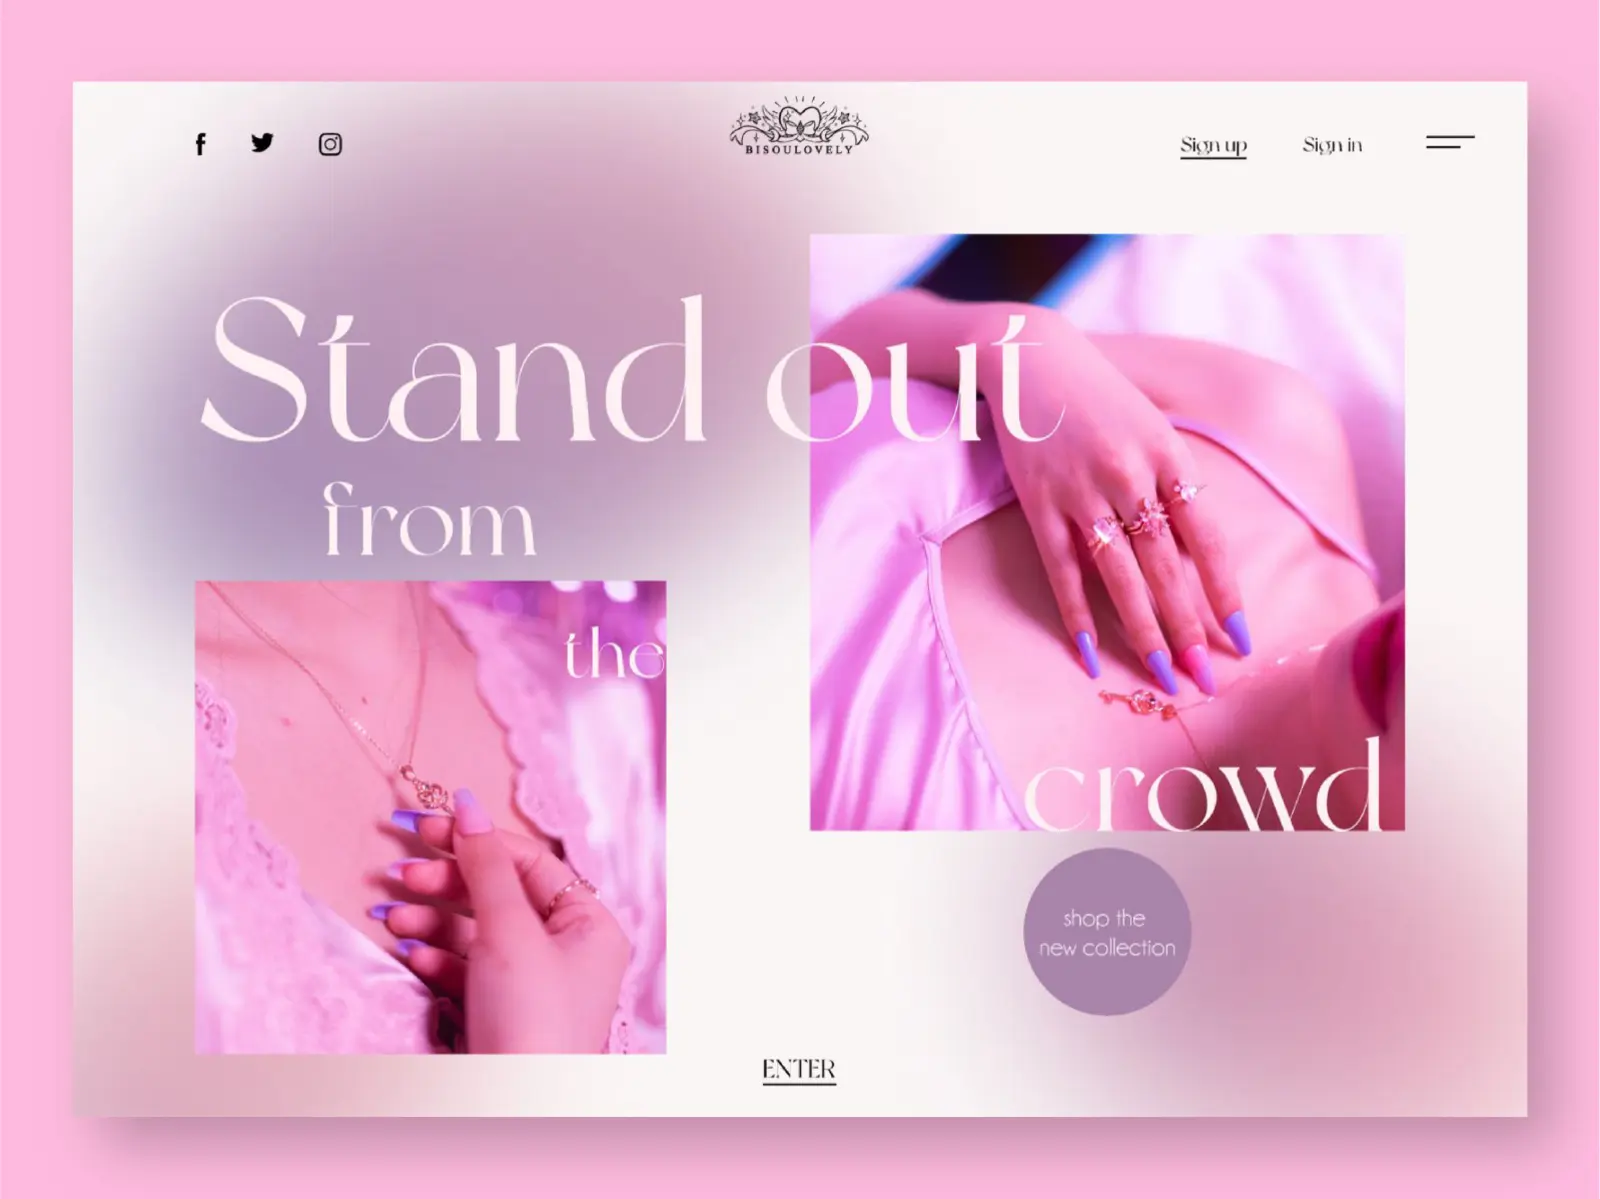 BISOULOVELY
Sign up
Sign in
Stand out
from
the
crowd
shop the
new collection
ENTER